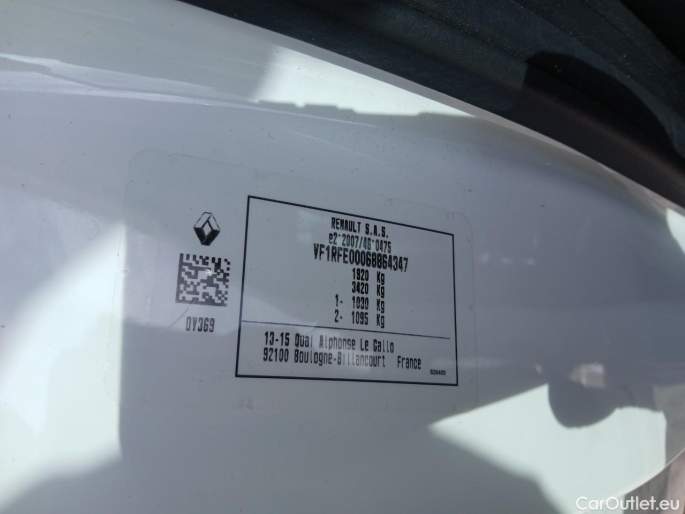 RENAULT S.A.S.
e2*2007/46*0475
VF1RFE00068864347
1920 Kg
3420 Kg
1- 1030 Kg
2- 1095 Kg
13-15 Quai Alphonse Le Gallo
92100 Boulogne-Billancourt France
OV369
CarOutlet.eu